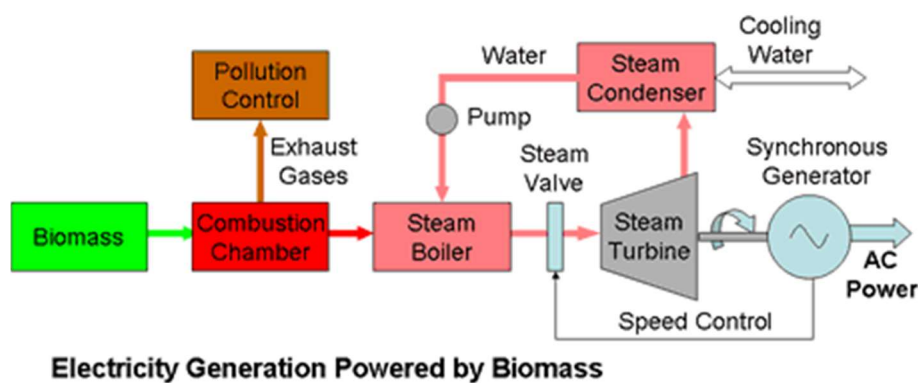 Pollution
Control
Exhaust
Gases
Biomass
Combustion
Chamber
Water
Pump
Steam
Boiler
Steam
Valve
Steam
Condenser
Cooling
Water
Steam
Turbine
Synchronous
Generator
AC
Power
Speed Control
Electricity Generation Powered by Biomass